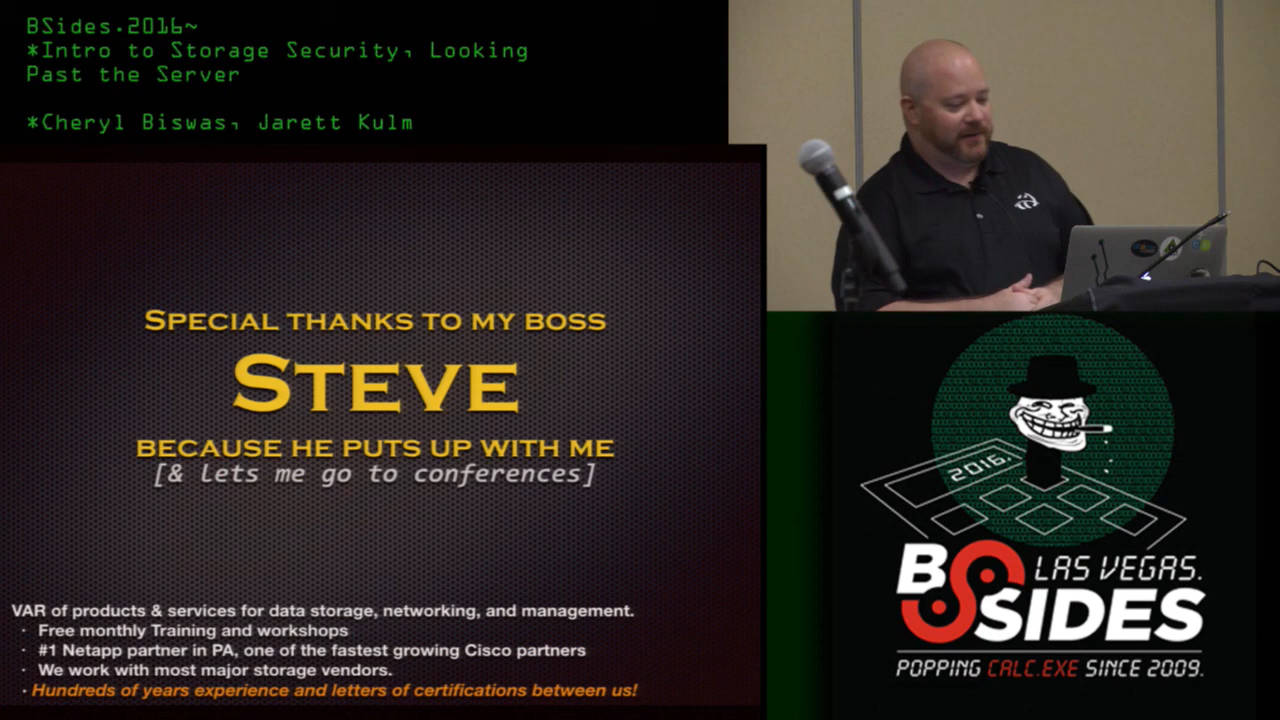 BSides.2016~
*Intro to Storage Security, Looking
Past the Server
*Cheryl Biswas, Jarett Kulm
SPECIAL THANKS TO MY BOSS
STEVE
BECAUSE HE PUTS UP WITH ME
[& Lets me go to conferences]
VAR of products & services for data storage, networking, and management.
· Free monthly Training and workshops
· #1 Netapp partner in PA, one of the fastest growing Cisco partners
· We work with most major storage vendors.
· Hundreds of years experience and letters of certifications between us!
2016.
BSIDES
LAS VEGAS.
POPPING CALC.EXE SINCE 2009.